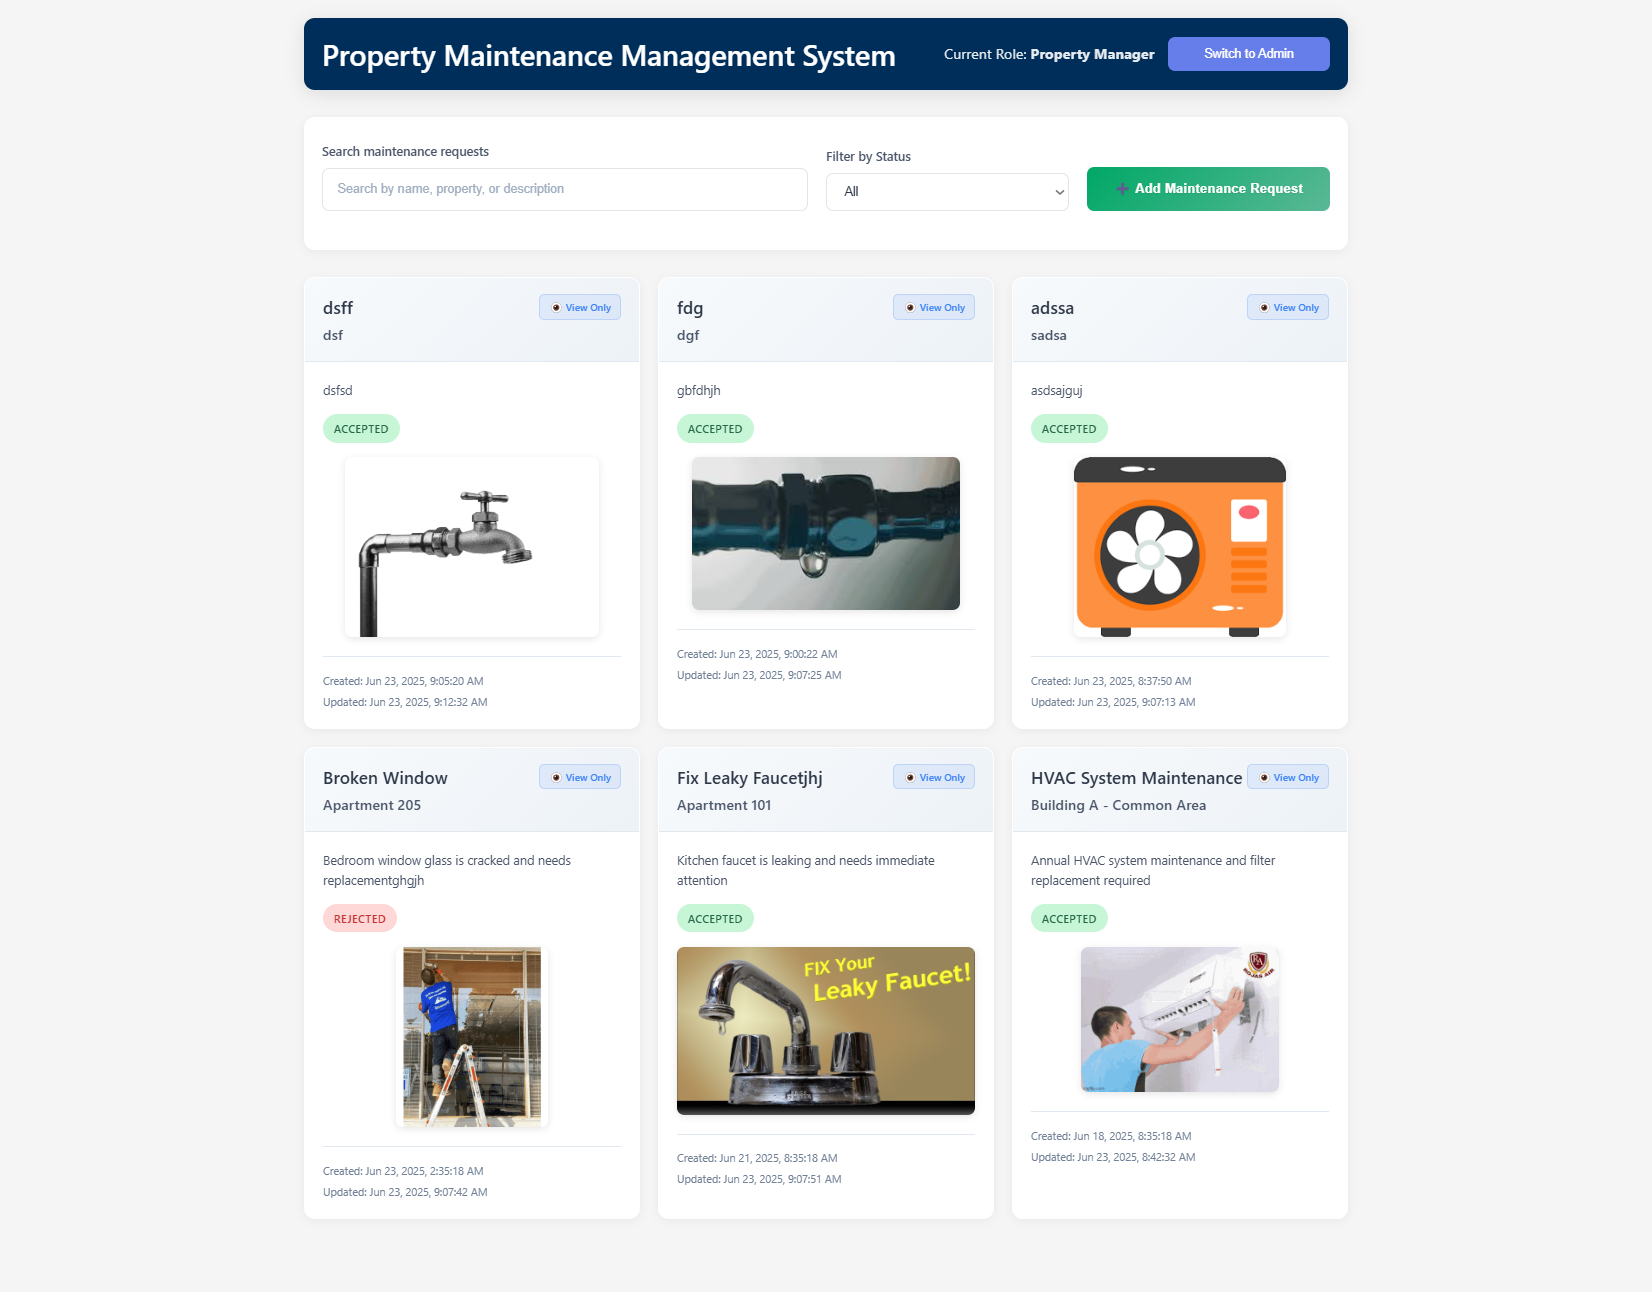 Property Maintenance Management System
Current Role: Property Manager
Switch to Admin
Search maintenance requests
Search by name, property, or description
Filter by Status
All
Add Maintenance Request
dsff
View Only
dsf
dsfsd
ACCEPTED
Created: Jun 23, 2025, 9:05:20 AM
Updated: Jun 23, 2025, 9:12:32 AM
fdg
View Only
dgf
gbfdhjh
ACCEPTED
Created: Jun 23, 2025, 9:00:22 AM
Updated: Jun 23, 2025, 9:07:25 AM
adssa
View Only
sadsa
asdsajguj
ACCEPTED
Created: Jun 23, 2025, 8:37:50 AM
Updated: Jun 23, 2025, 9:07:13 AM
Broken Window
View Only
Apartment 205
Bedroom window glass is cracked and needs
replacementghgjh
REJECTED
Created: Jun 23, 2025, 2:35:18 AM
Updated: Jun 23, 2025, 9:07:42 AM
Fix Leaky Faucetjhj
View Only
Apartment 101
Kitchen faucet is leaking and needs immediate
attention
ACCEPTED
FIX Your
Leaky Faucet!
Created: Jun 21, 2025, 8:35:18 AM
Updated: Jun 23, 2025, 9:07:51 AM
HVAC System Maintenance
View Only
Building A - Common Area
Annual HVAC system maintenance and filter
replacement required
ACCEPTED
RA
ROJAS AIR
Created: Jun 18, 2025, 8:35:18 AM
Updated: Jun 23, 2025, 8:42:32 AM